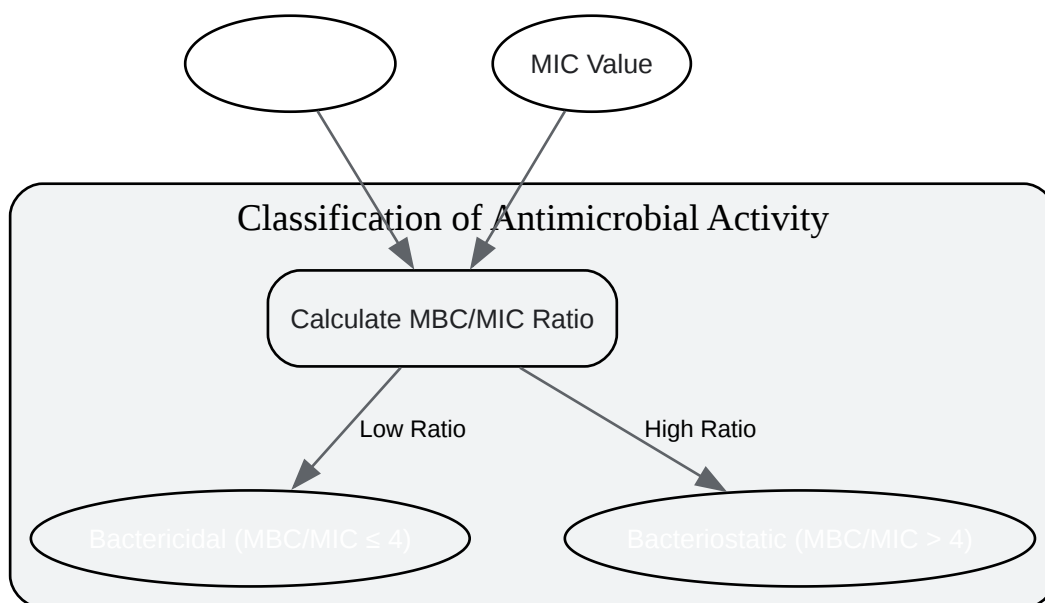 MIC Value
Classification of Antimicrobial Activity
Calculate MBC/MIC Ratio
Low Ratio
High Ratio
Bactericidal (MBC/MIC ≤ 4)
Bacteriostatic (MBC/MIC > 4)